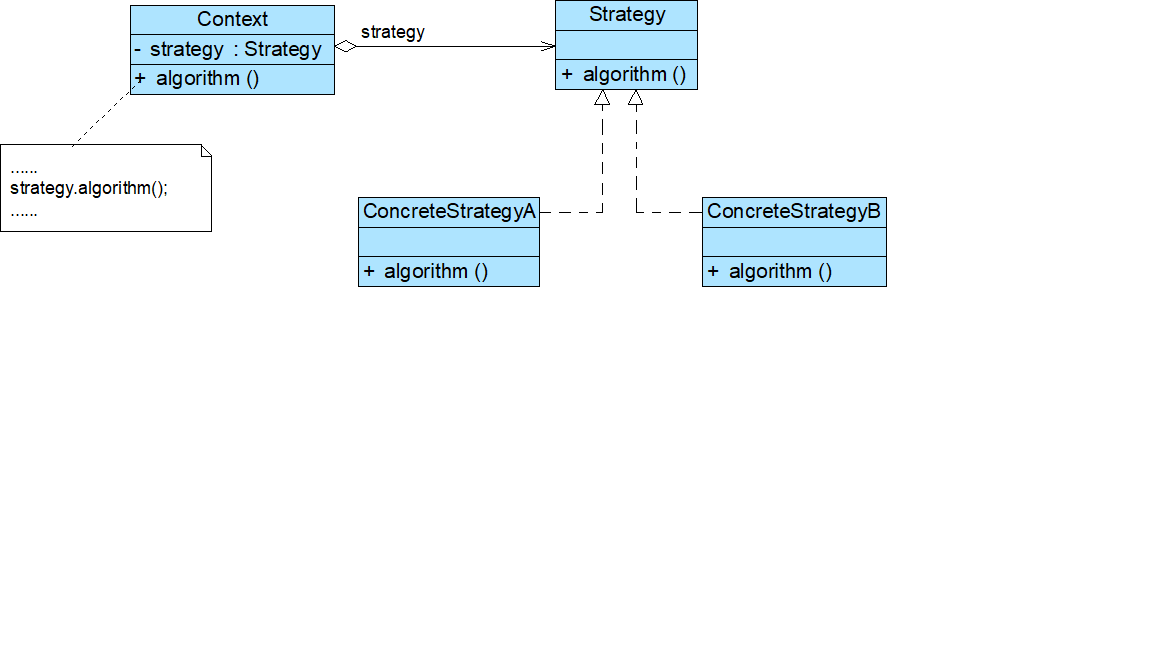 Context
- strategy : Strategy
+ algorithm ()
strategy
Strategy
+ algorithm ()
......
strategy.algorithm();
......
ConcreteStrategyA
+ algorithm ()
ConcreteStrategyB
+ algorithm ()